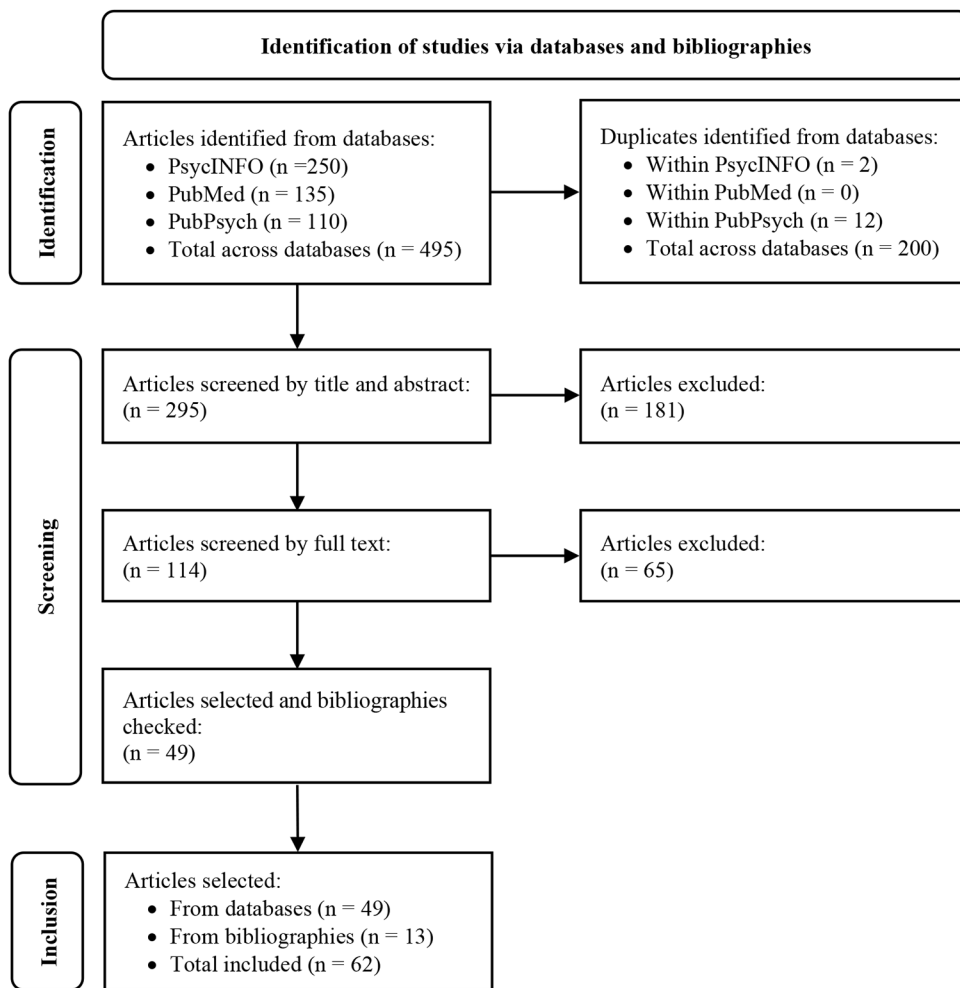 Identification of studies via databases and bibliographies
Identification
Articles identified from databases:
• PsycINFO (n =250)
• PubMed (n = 135)
• PubPsych (n = 110)
• Total across databases (n = 495)
Duplicates identified from databases:
• Within PsycINFO (n = 2)
• Within PubMed (n = 0)
• Within PubPsych (n = 12)
• Total across databases (n = 200)
Screening
Articles screened by title and abstract:
(n = 295)
Articles excluded:
(n = 181)
Articles screened by full text:
(n = 114)
Articles excluded:
(n = 65)
Articles selected and bibliographies
checked:
(n = 49)
Inclusion
Articles selected:
• From databases (n = 49)
• From bibliographies (n = 13)
• Total included (n = 62)